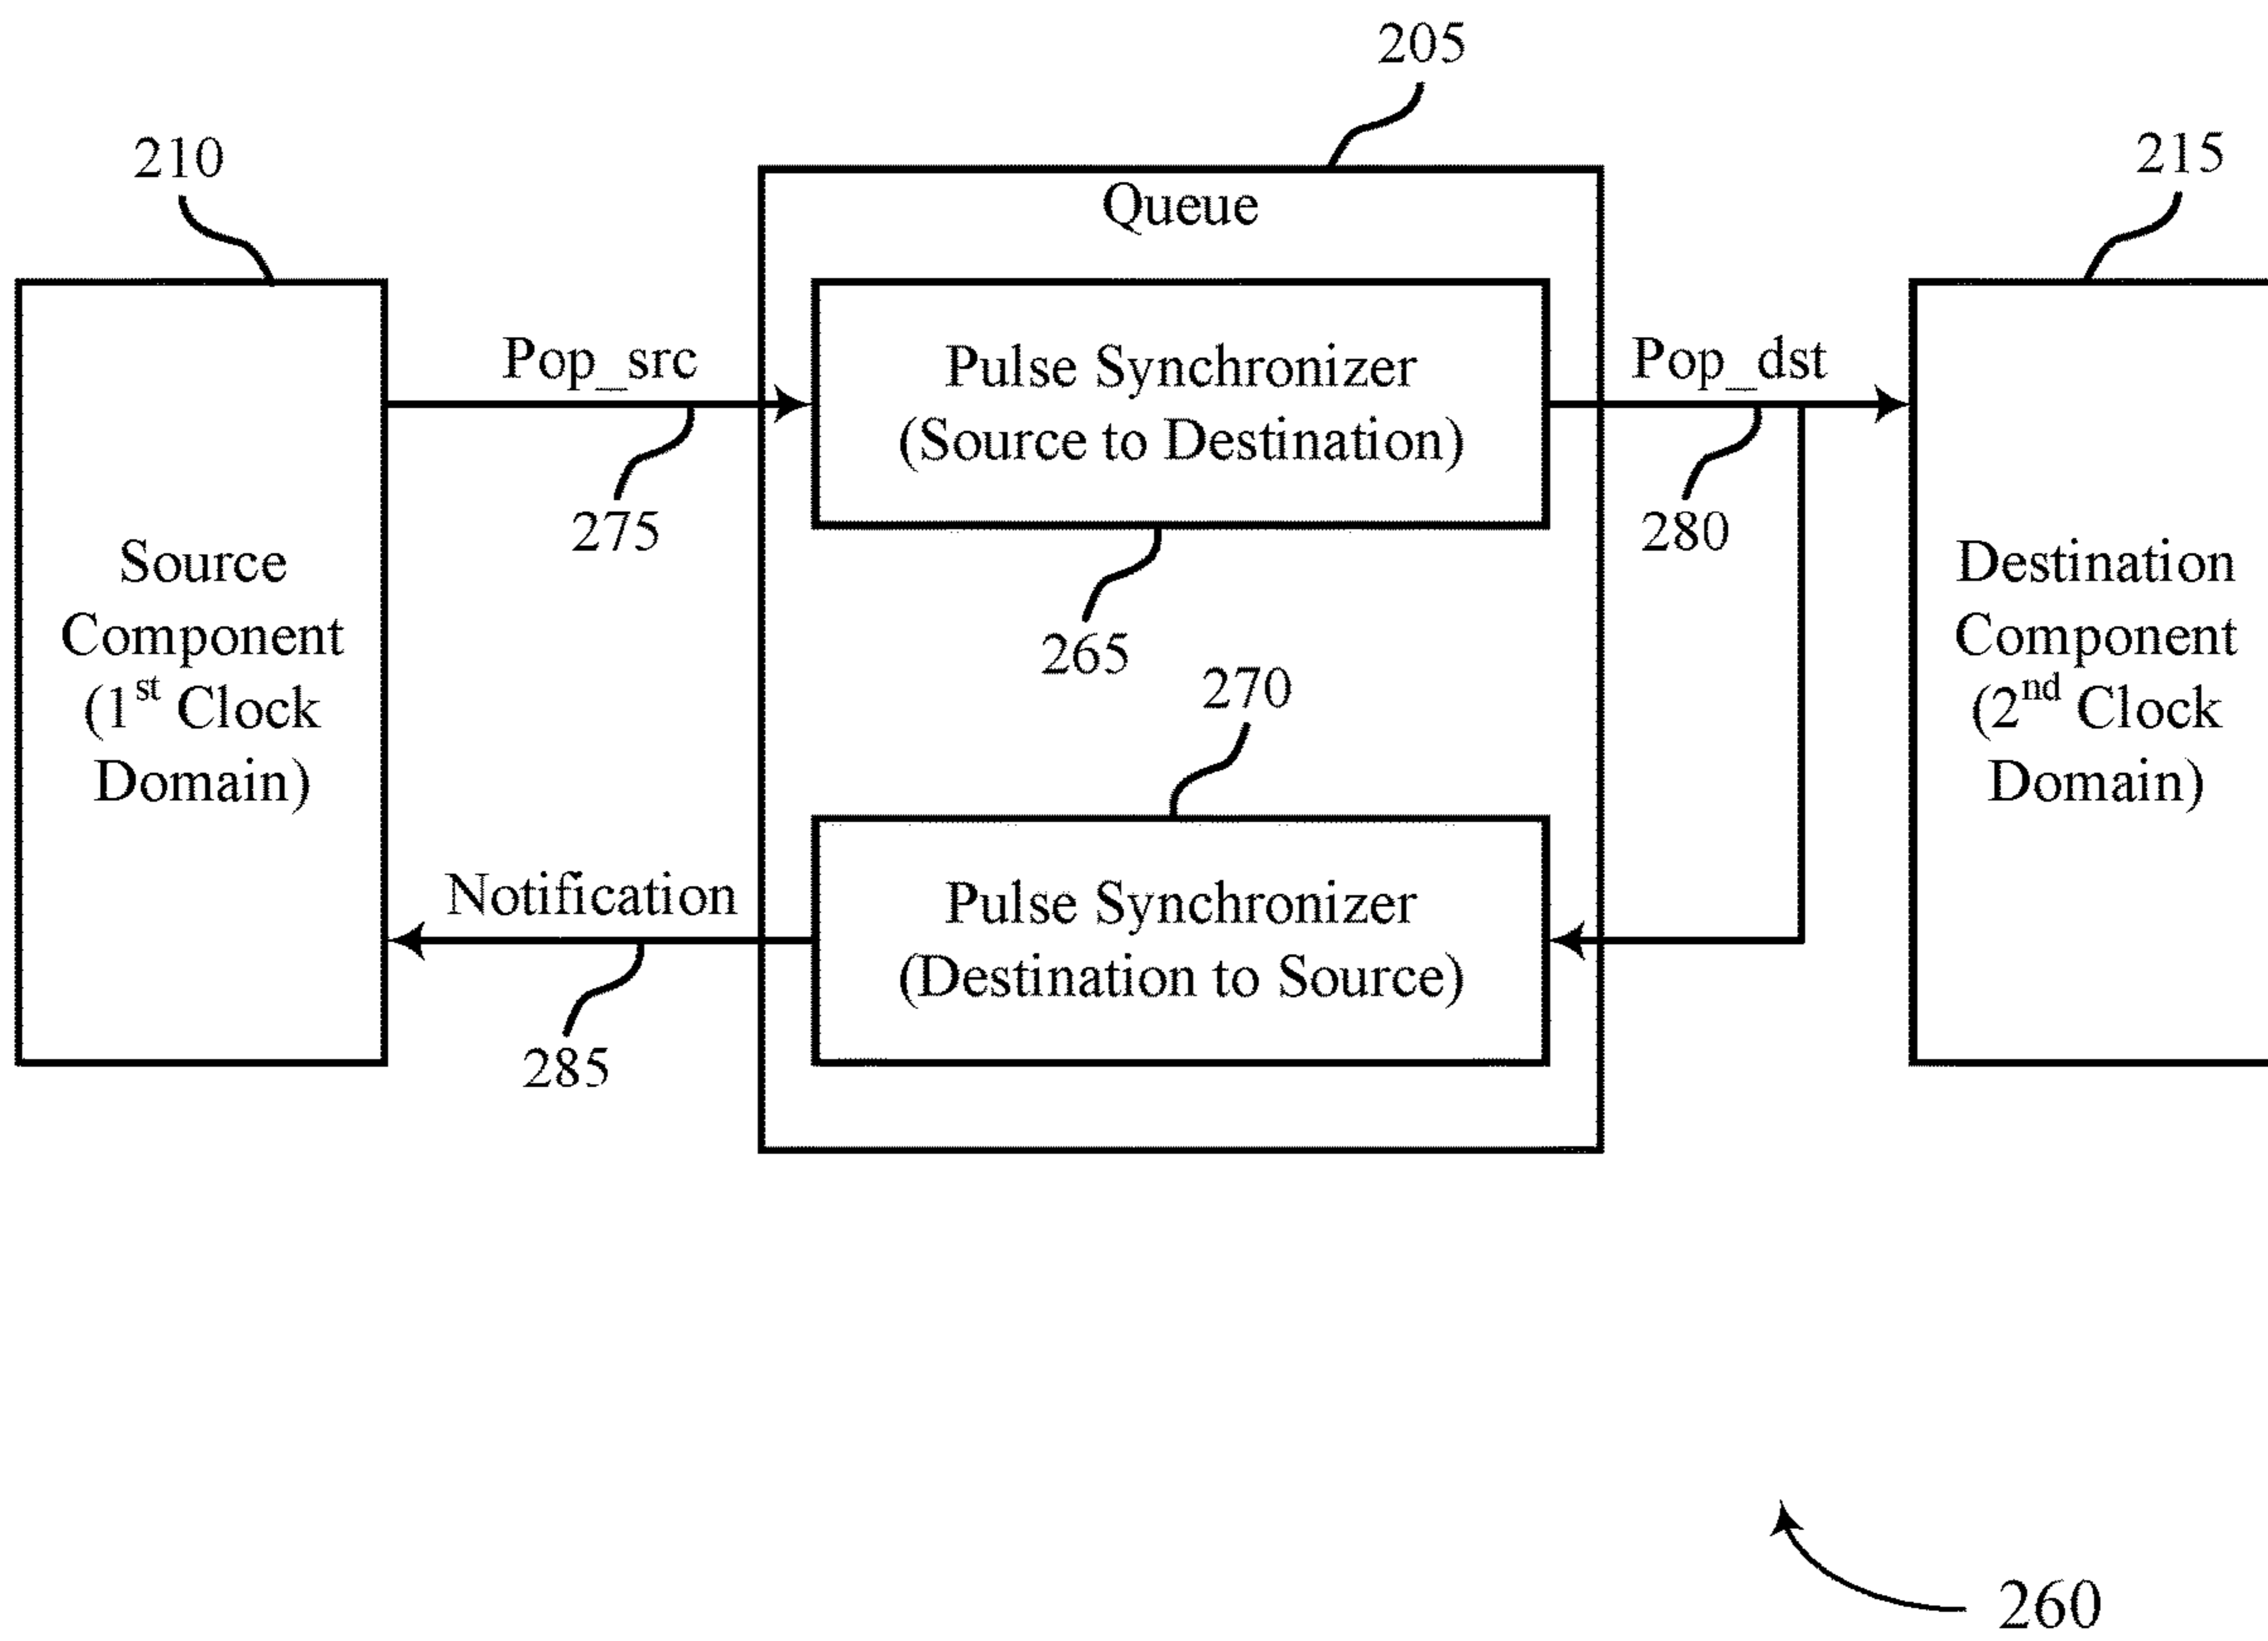 205
210
215
Queue
Pop_src
Pulse Synchronizer
(Source to Destination)
Pop_dst
275
280
265
Source
Component
(1st Clock
Domain)
Destination
Component
(2nd Clock
Domain)
270
Notification
Pulse Synchronizer
(Destination to Source)
285
260